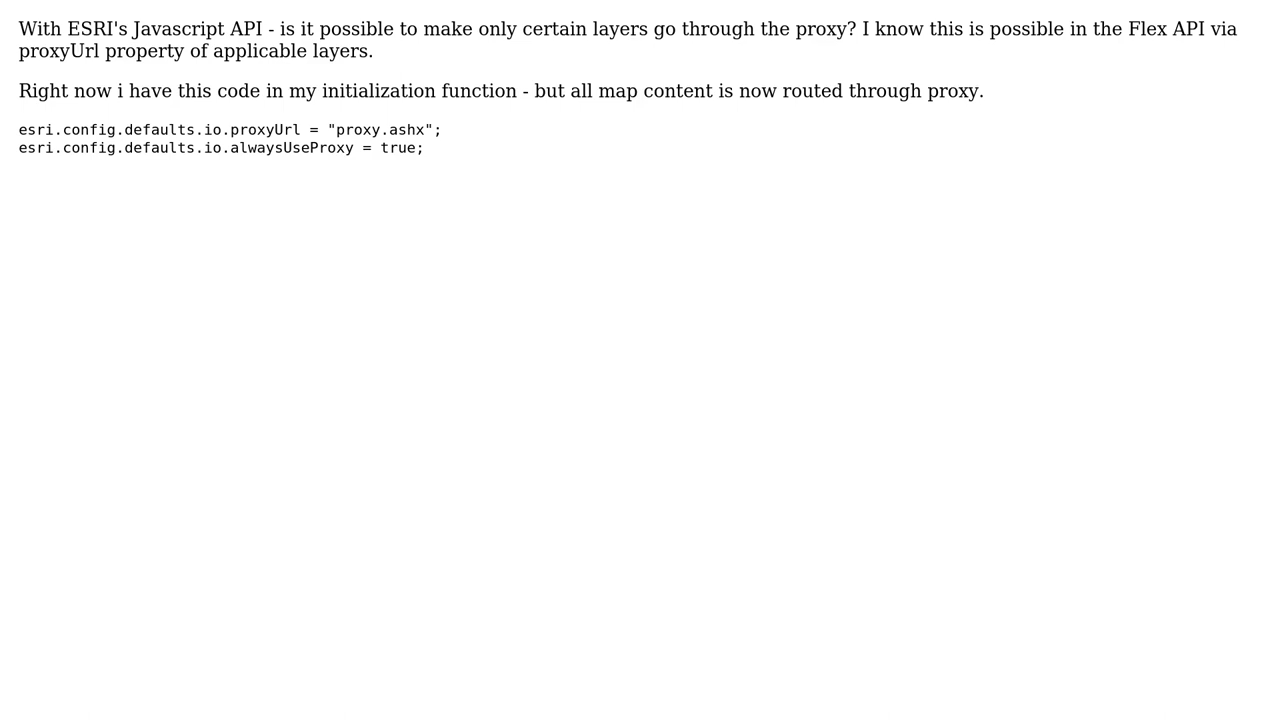 With ESRI's Javascript API - is it possible to make only certain layers go through the proxy? I know this is possible in the Flex API via
proxyUrl property of applicable layers.
Right now i have this code in my initialization function - but all map content is now routed through proxy.
esri.config.defaults.io.proxyUrl = "proxy.ashx";
esri.config.defaults.io.alwaysUseProxy = true;